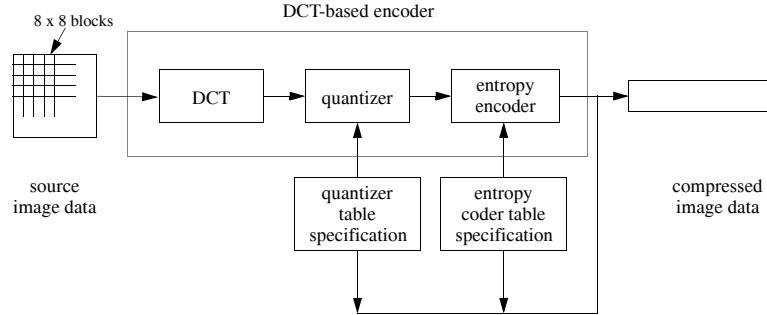 8 x 8 blocks
DCT-based encoder
DCT
quantizer
entropy
encoder
source
image data
quantizer
table
specification
entropy
coder table
specification
compressed
image data